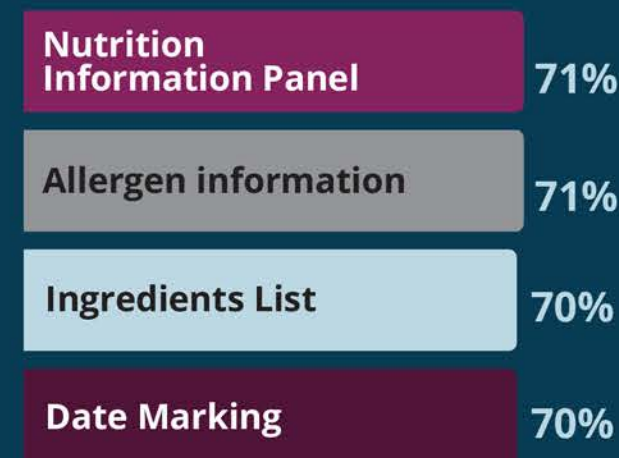 Nutrition
Information Panel
71%
Allergen information
71%
Ingredients List
70%
Date Marking
70%